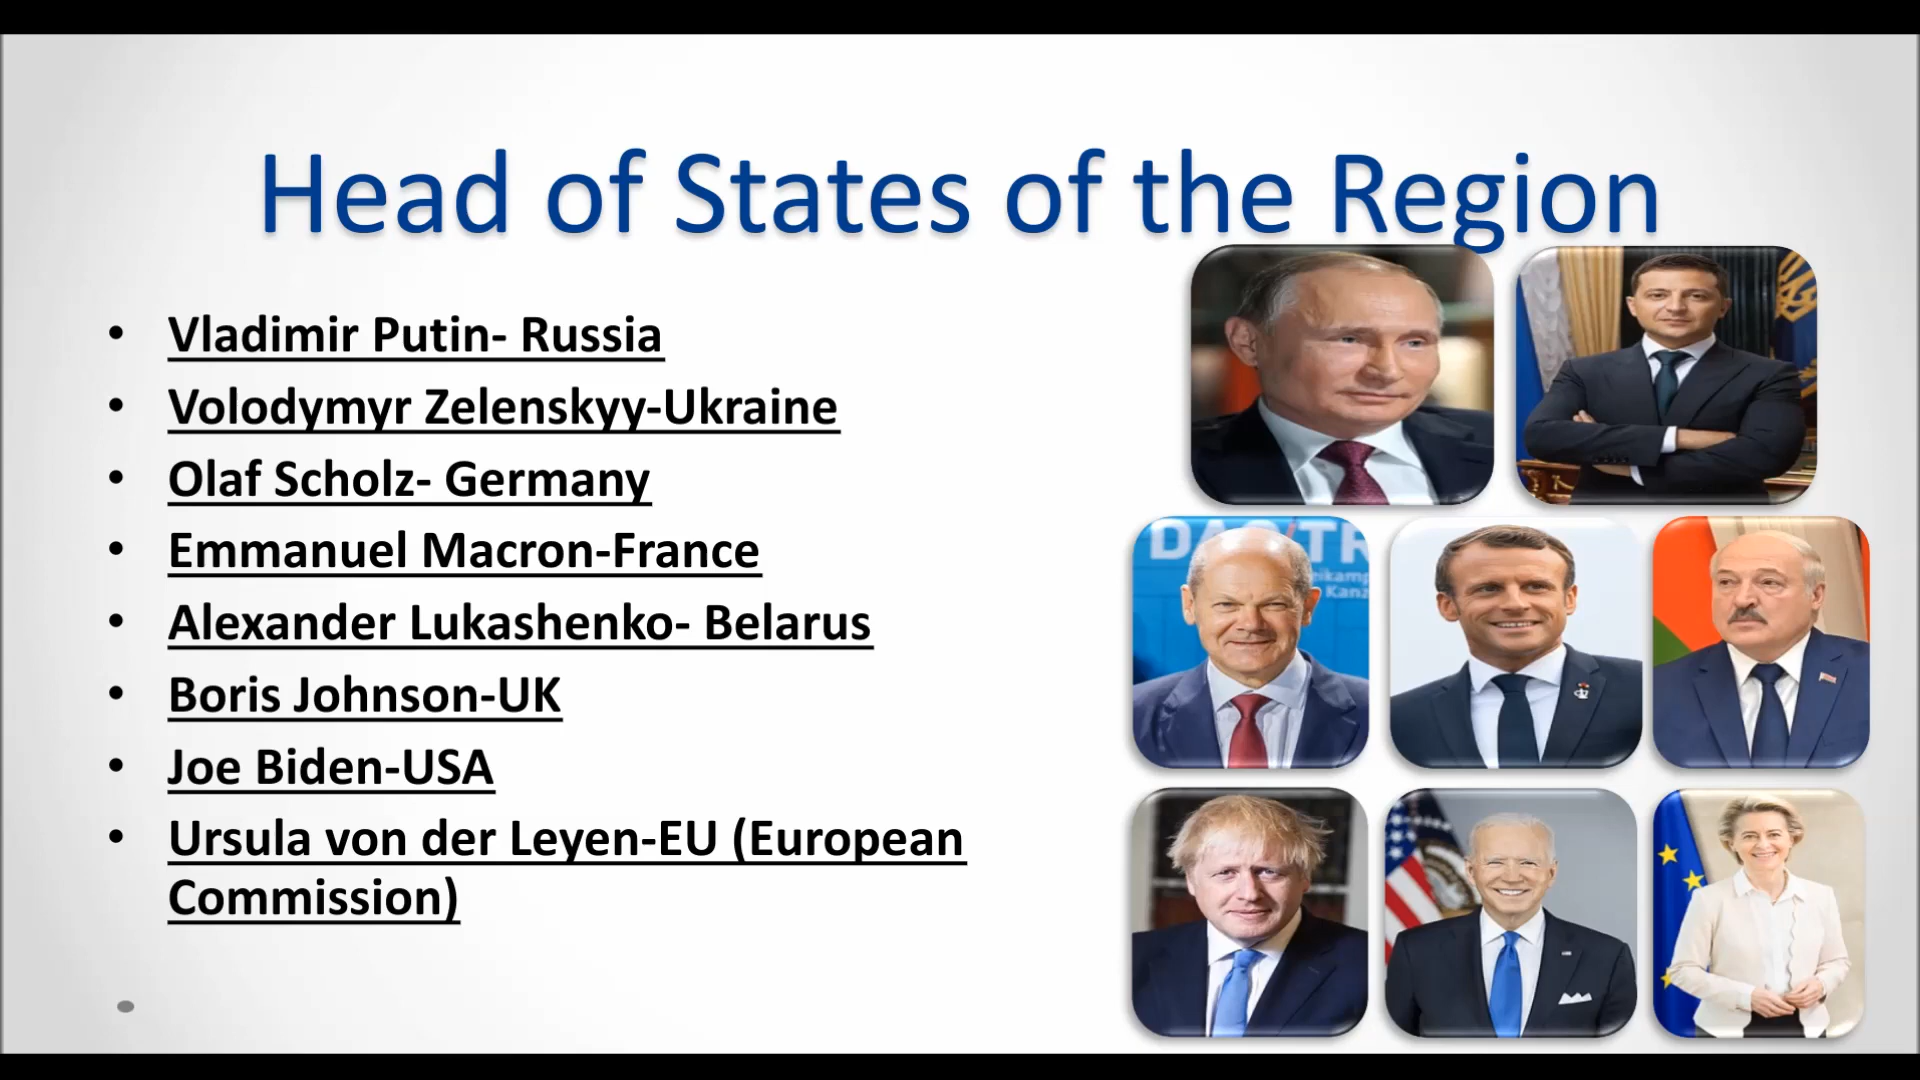 Head of States of the Region
• Vladimir Putin- Russia
• Volodymyr Zelenskyy-Ukraine
• Olaf Scholz- Germany
• Emmanuel Macron-France
• Alexander Lukashenko- Belarus
• Boris Johnson-UK
• Joe Biden-USA
• Ursula von der Leyen-EU (European
Commission)